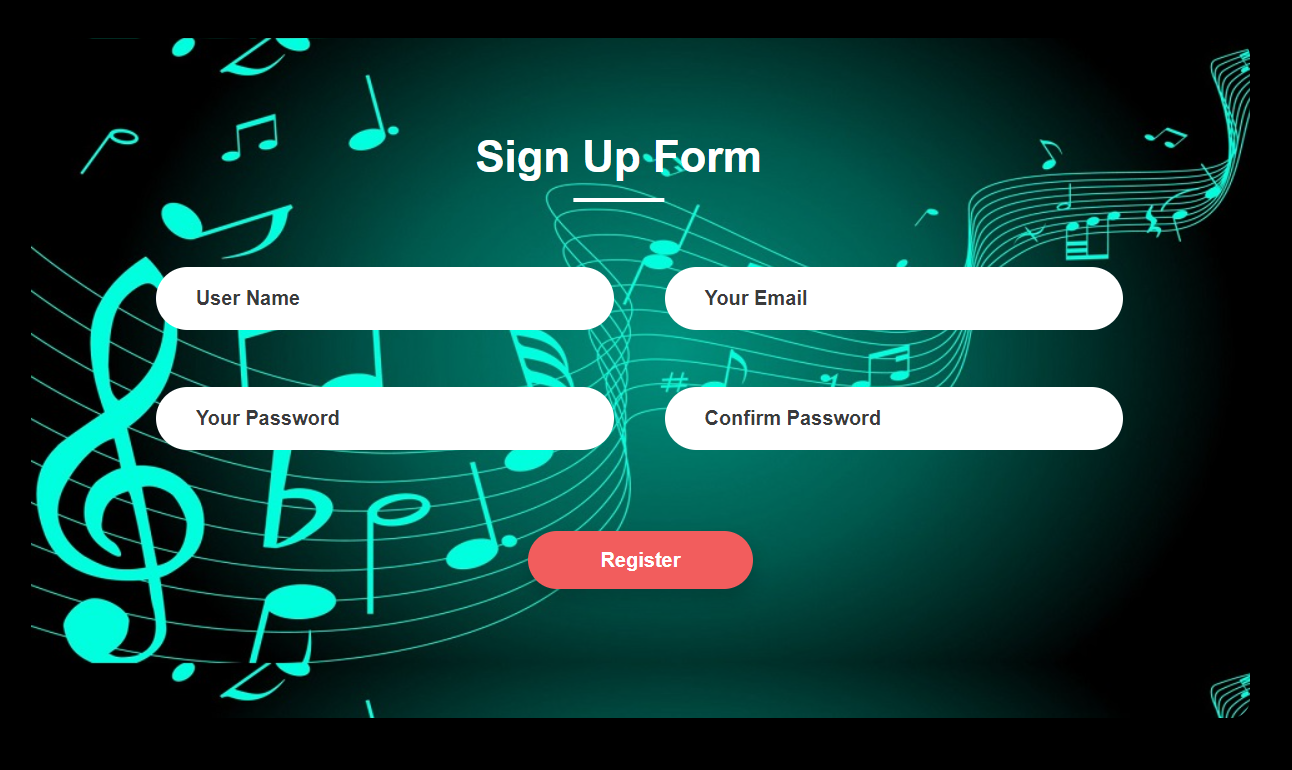 Sign Up Form
User Name
Your Email
Your Password
Confirm Password
Register